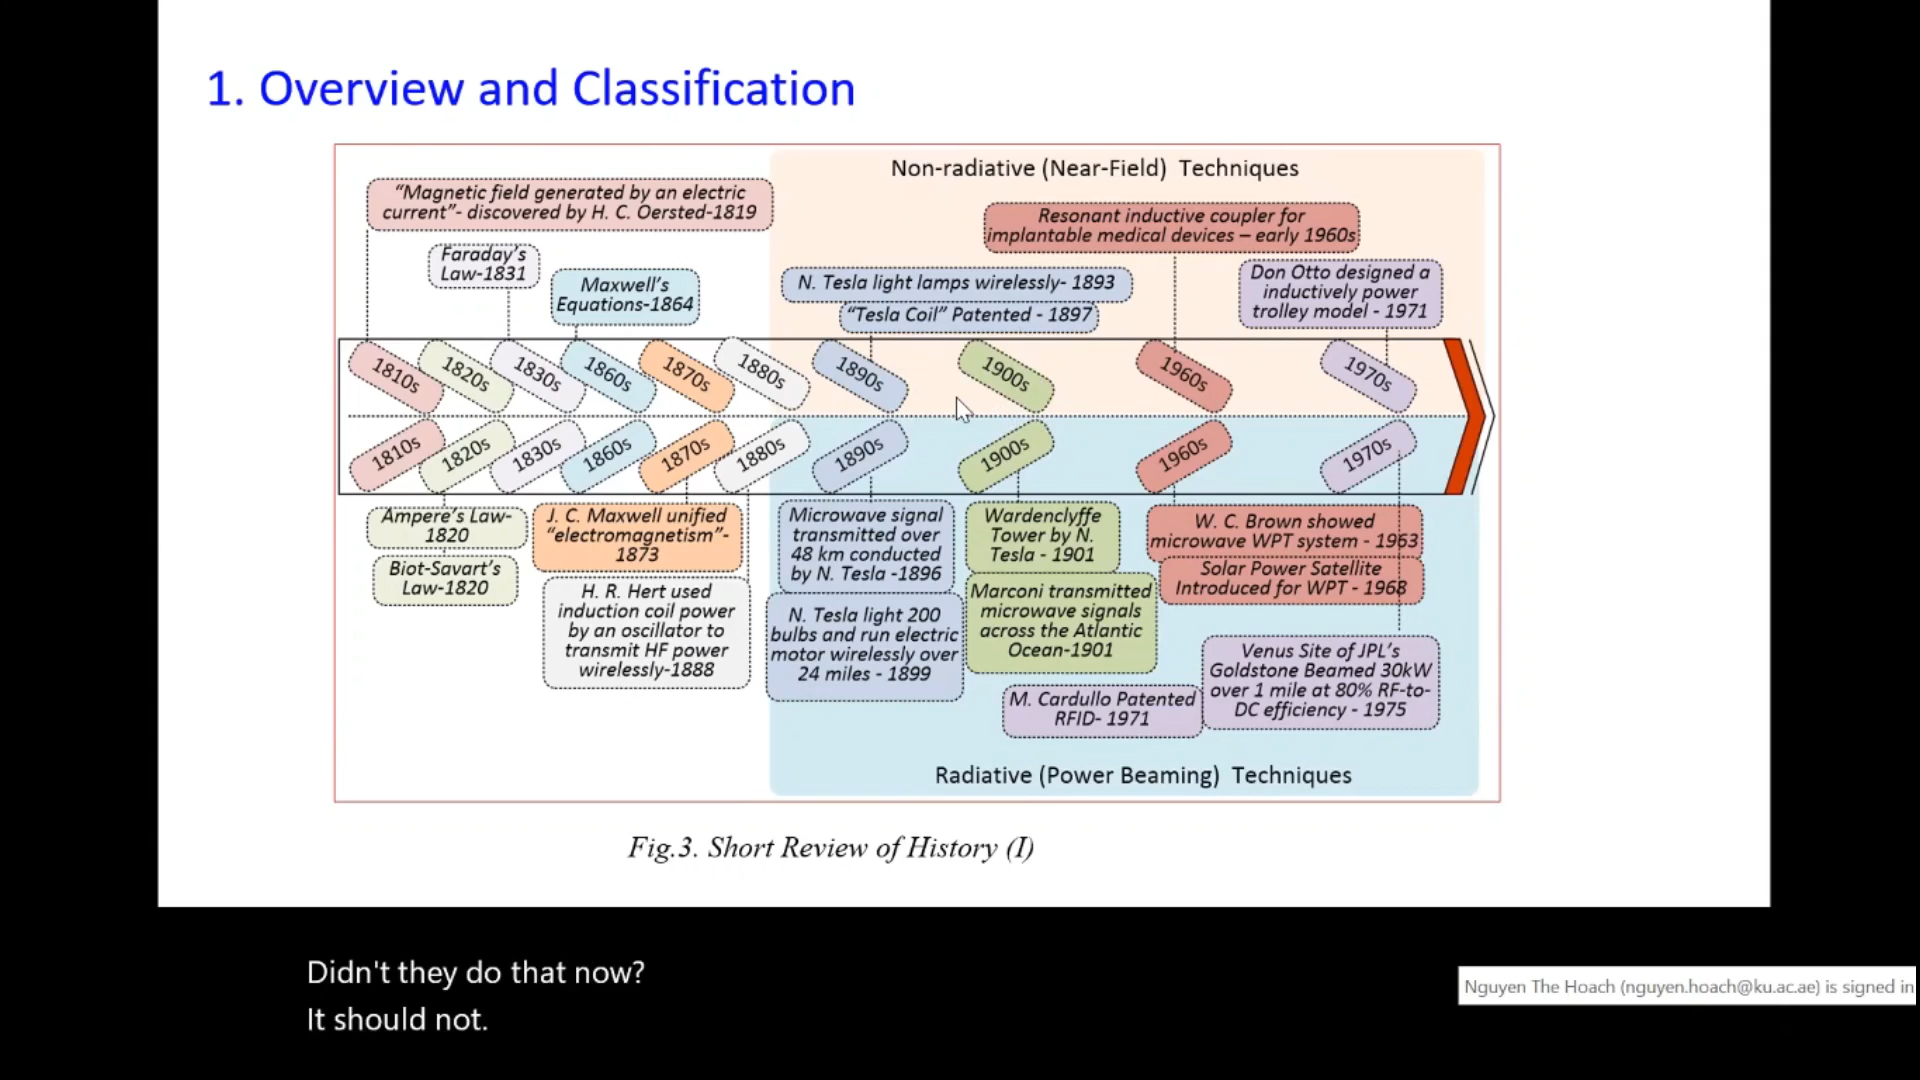 1. Overview and Classification
Non-radiative (Near-Field) Techniques
“Magnetic field generated by an electric
current”- discovered by H. C. Oersted-1819
Faraday’s
Law-1831
Maxwell’s
Equations-1864
N. Tesla light lamps wirelessly- 1893
“Tesla Coil” Patented - 1897
Resonant inductive coupler for
implantable medical devices – early 1960s
Don Otto designed a
inductively power
trolley model - 1971
1810s
1820s
1830s
1860s
1870s
1880s
1890s
1900s
1960s
1970s
1810s
1820s
1830s
1860s
1870s
1880s
1890s
1900s
1960s
1970s
Ampere’s Law-
1820
Biot-Savart’s
Law-1820
J. C. Maxwell unified
“electromagnetism”-
1873
H. R. Hert used
induction coil power
by an oscillator to
transmit HF power
wirelessly-1888
Microwave signal
transmitted over
48 km conducted
by N. Tesla -1896
N. Tesla light 200
bulbs and run electric
motor wirelessly over
24 miles - 1899
Wardenclyffe
Tower by N.
Tesla - 1901
Marconi transmitted
microwave signals
across the Atlantic
Ocean-1901
M. Cardullo Patented
RFID- 1971
W. C. Brown showed
microwave WPT system - 1963
Solar Power Satellite
Introduced for WPT - 1968
Venus Site of JPL’s
Goldstone Beamed 30kW
over 1 mile at 80% RF-to-
DC efficiency - 1975
Radiative (Power Beaming) Techniques
Fig.3. Short Review of History (I)
Didn't they do that now?
It should not.
Nguyen The Hoach (nguyen.hoach@ku.ac.ae) is signed in